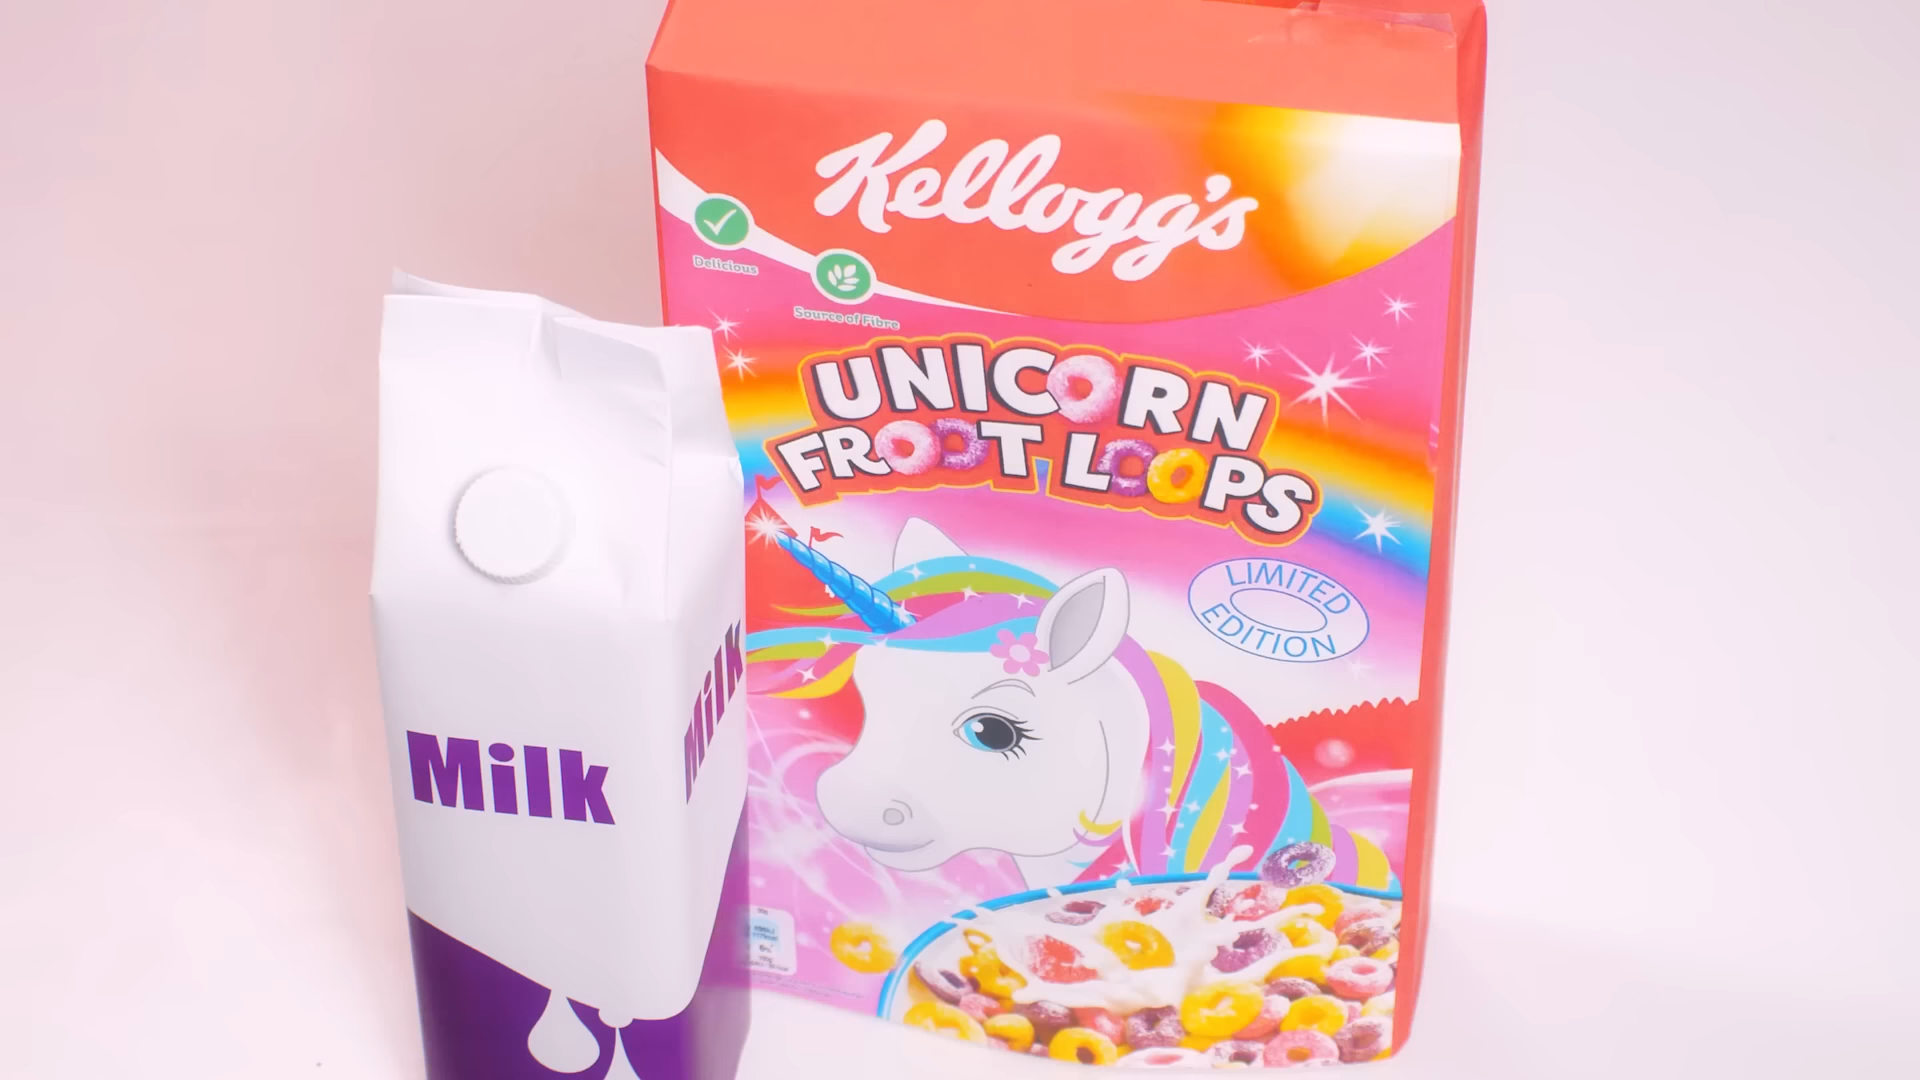 Kellogg's
Delicious
Source of Fibre
UNICORN
FROOT LOOPS
LIMITED
EDITION
Milk
Milk